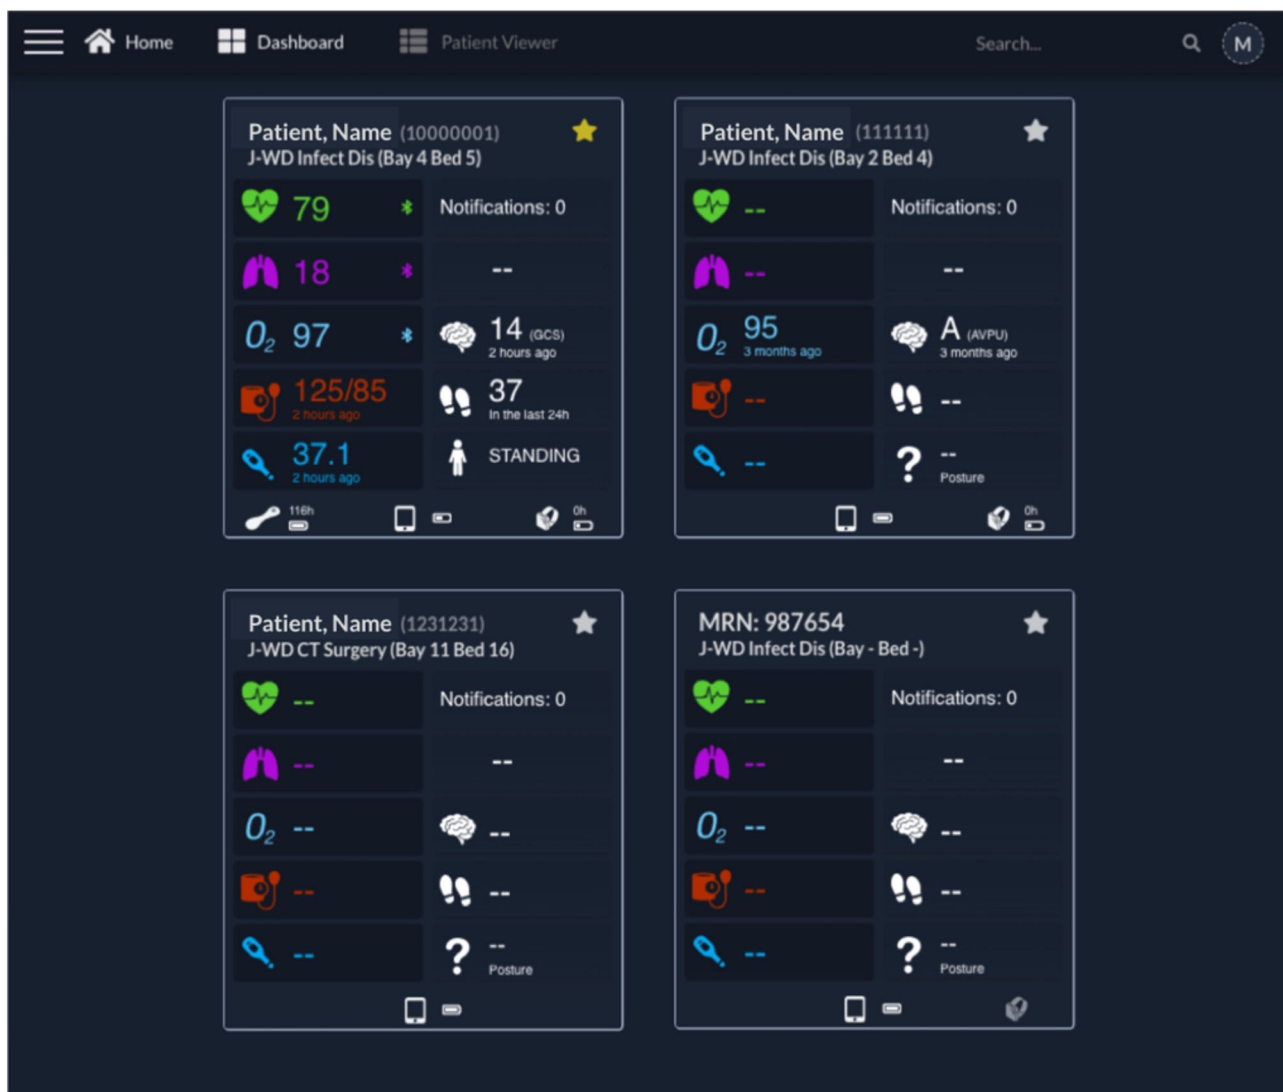 Home Dashboard Patient Viewer Search... M
Patient, Name (10000001)
J-WD Infect Dis (Bay 4 Bed 5)
79 Notifications: 0
18 --
O2 97 14 (GCS)
2 hours ago
125/85 37
2 hours ago In the last 24h
37.1 STANDING
2 hours ago
116h 0h
Patient, Name (111111)
J-WD Infect Dis (Bay 2 Bed 4)
-- Notifications: 0
-- --
O2 95 A (AVPU)
3 months ago 3 months ago
-- --
-- --
Posture
0h
Patient, Name (1231231)
J-WD CT Surgery (Bay 11 Bed 16)
-- Notifications: 0
-- --
O2 -- --
-- --
-- --
Posture
MRN: 987654
J-WD Infect Dis (Bay - Bed -)
-- Notifications: 0
-- --
O2 -- --
-- --
-- --
Posture